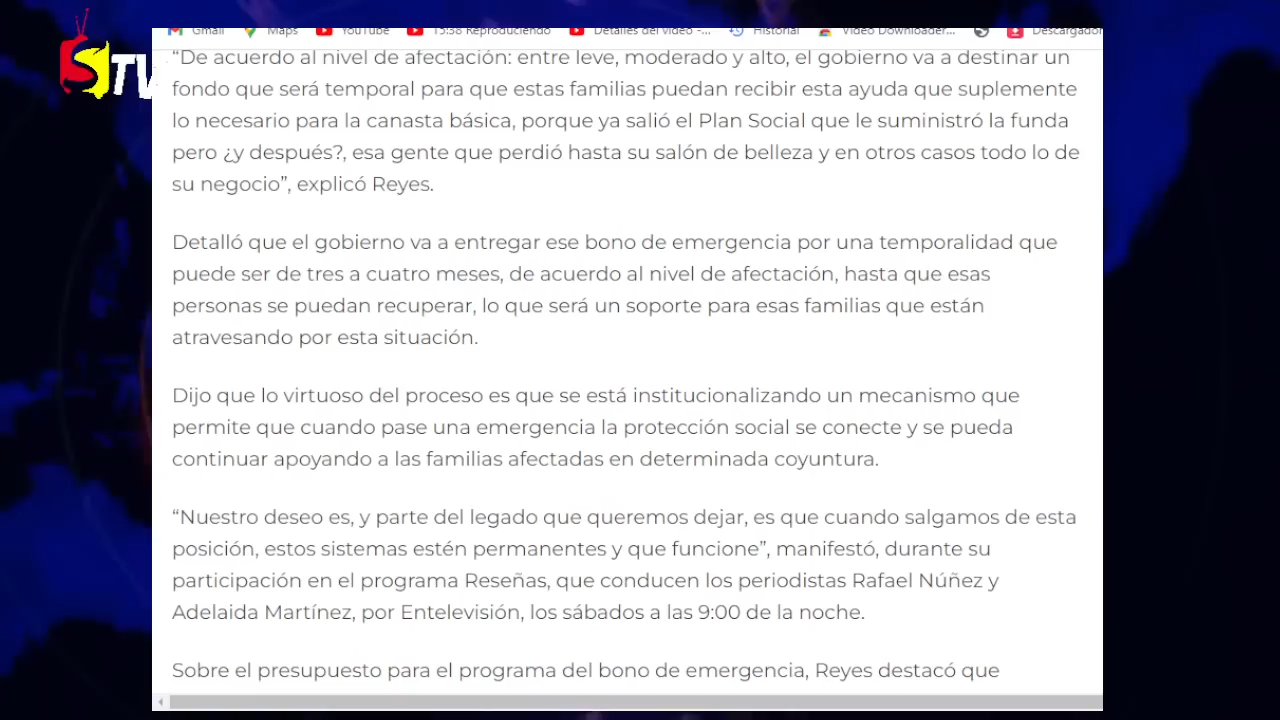 STV
Gmail Maps YouTube 15:38 Reproduciendo Detalles del video -... Historial Video Downloader... Descargador
“De acuerdo al nivel de afectación: entre leve, moderado y alto, el gobierno va a destinar un
fondo que será temporal para que estas familias puedan recibir esta ayuda que suplemente
lo necesario para la canasta básica, porque ya salió el Plan Social que le suministró la funda
pero ¿y después?, esa gente que perdió hasta su salón de belleza y en otros casos todo lo de
su negocio”, explicó Reyes.
Detalló que el gobierno va a entregar ese bono de emergencia por una temporalidad que
puede ser de tres a cuatro meses, de acuerdo al nivel de afectación, hasta que esas
personas se puedan recuperar, lo que será un soporte para esas familias que están
atravesando por esta situación.
Dijo que lo virtuoso del proceso es que se está institucionalizando un mecanismo que
permite que cuando pase una emergencia la protección social se conecte y se pueda
continuar apoyando a las familias afectadas en determinada coyuntura.
“Nuestro deseo es, y parte del legado que queremos dejar, es que cuando salgamos de esta
posición, estos sistemas estén permanentes y que funcione”, manifestó, durante su
participación en el programa Reseñas, que conducen los periodistas Rafael Núñez y
Adelaida Martínez, por Entelevisión, los sábados a las 9:00 de la noche.
Sobre el presupuesto para el programa del bono de emergencia, Reyes destacó que